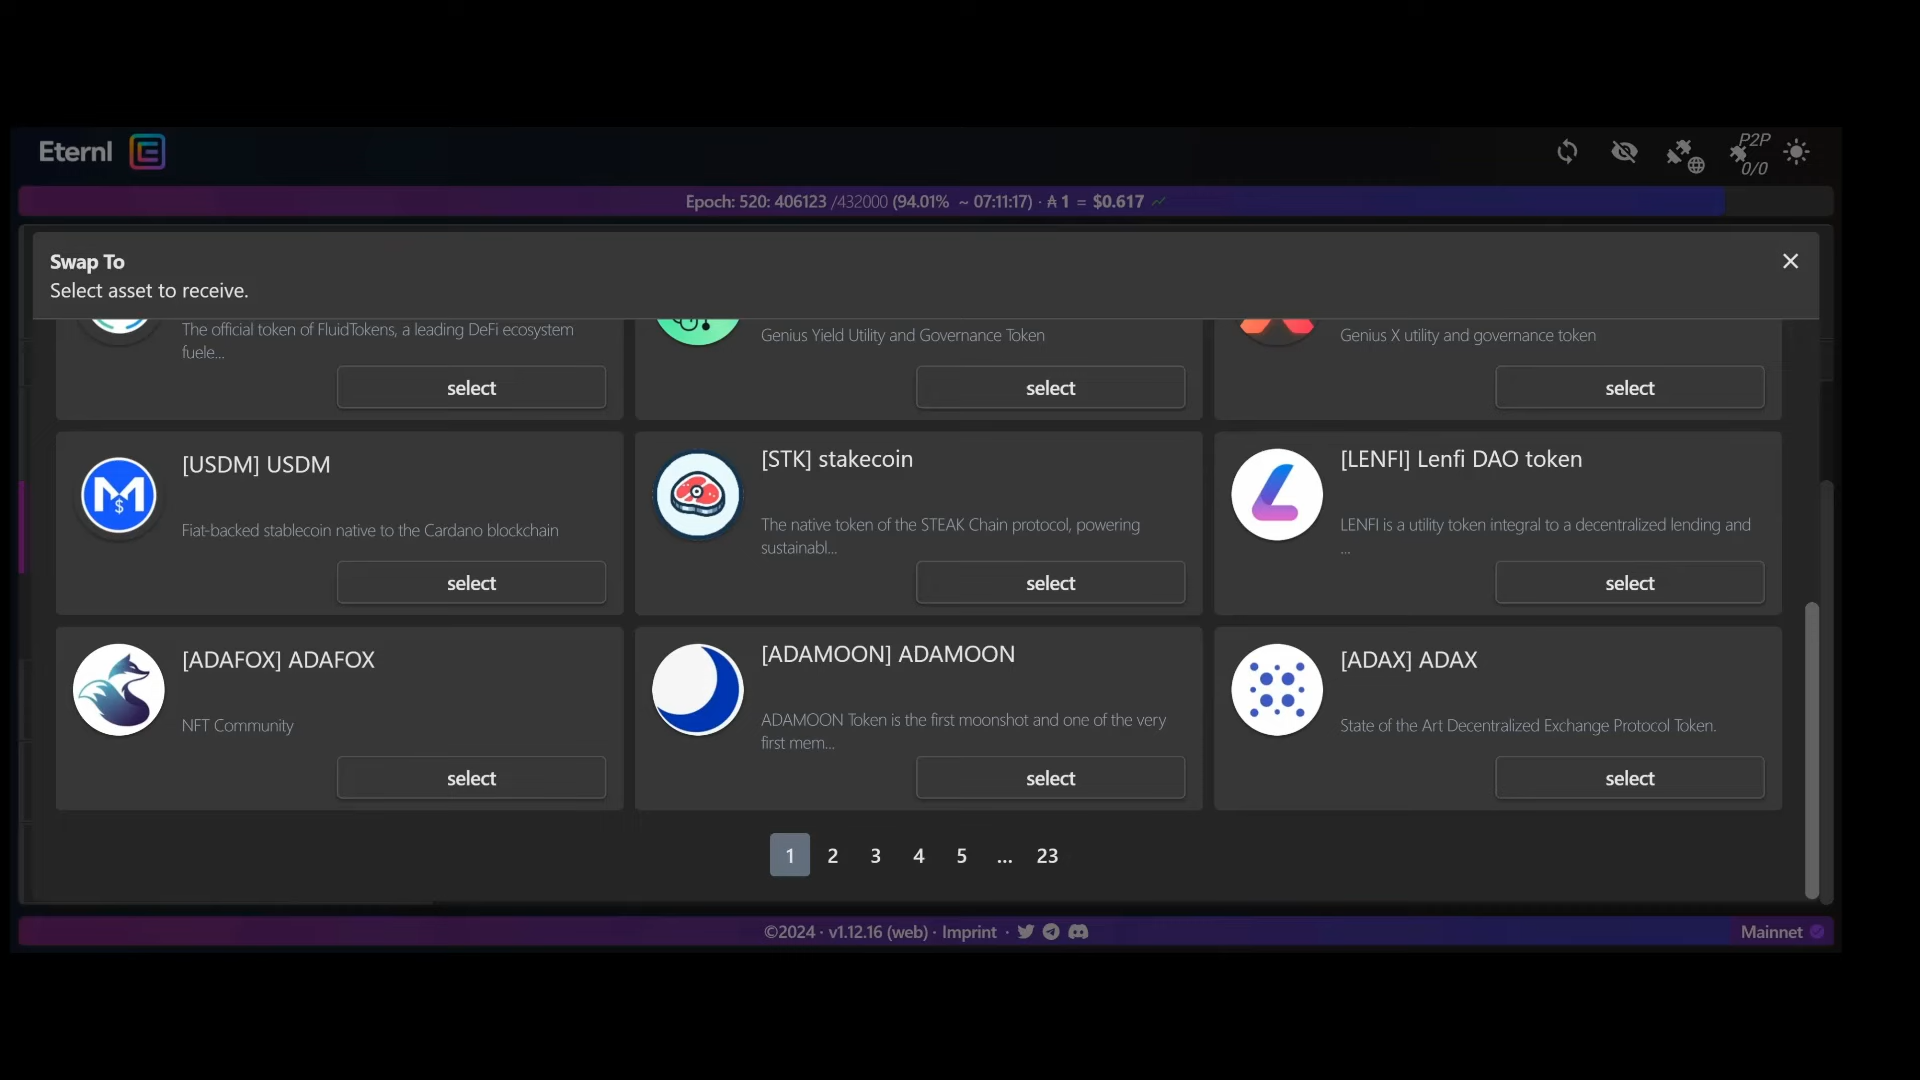 Eternl
P2P
0/0
Epoch: 520: 406123 /432000 (94.01% ~ 07:11:17) · ₳ 1 = $0.617
Swap To
Select asset to receive.
The official token of FluidTokens, a leading DeFi ecosystem
fuele...
select
Genius Yield Utility and Governance Token
select
Genius X utility and governance token
select
[USDM] USDM
Fiat-backed stablecoin native to the Cardano blockchain
select
[STK] stakecoin
The native token of the STEAK Chain protocol, powering
sustainabl...
select
[LENFI] Lenfi DAO token
LENFI is a utility token integral to a decentralized lending and
...
select
[ADAFOX] ADAFOX
NFT Community
select
[ADAMOON] ADAMOON
ADAMOON Token is the first moonshot and one of the very
first mem...
select
[ADAX] ADAX
State of the Art Decentralized Exchange Protocol Token.
select
1 2 3 4 5 ... 23
©2024 · v1.12.16 (web) · Imprint ·
Mainnet